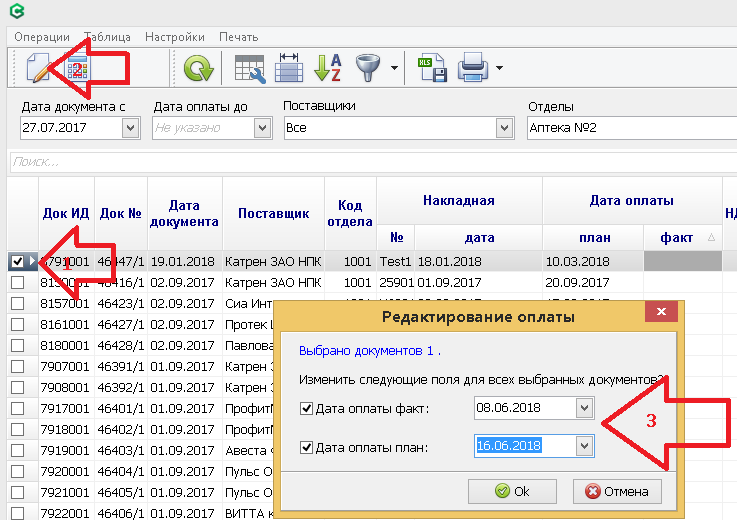 Операции Таблица Настройки Печать
2
Дата документа с Дата оплаты до Поставщики Отделы
27.07.2017 Не указано Все Аптека №2
Поиск...
Док ИД Док № Дата документа Поставщик Код отдела Накладная Дата оплаты НД
№ дата план факт
1
8791001 46447/1 19.01.2018 Катрен ЗАО НПК 1001 Test1 18.01.2018 10.03.2018
46416/1 02.09.2017 Катрен ЗАО НПК 1001 25901 01.09.2017 20.09.2017
8157001 46423/1 02.09.2017 Сиа Инт
8161001 46427/1 02.09.2017 Протек
8180001 46428/1 02.09.2017 Павлова
7907001 46391/1 01.09.2017 Катрен З
7908001 46392/1 01.09.2017 Катрен З
7917001 46401/1 01.09.2017 Профит
7918001 46402/1 01.09.2017 Профит
7919001 46403/1 01.09.2017 Авеста Ф
7920001 46404/1 01.09.2017 Пульс О
7921001 46405/1 01.09.2017 Пульс О
7922001 46406/1 01.09.2017 ВИТТА к
Редактирование оплаты
Выбрано документов 1 .
Изменить следующие поля для всех выбранных документов?
Дата оплаты факт: 08.06.2018
3
Дата оплаты план: 16.06.2018
Ok Отмена